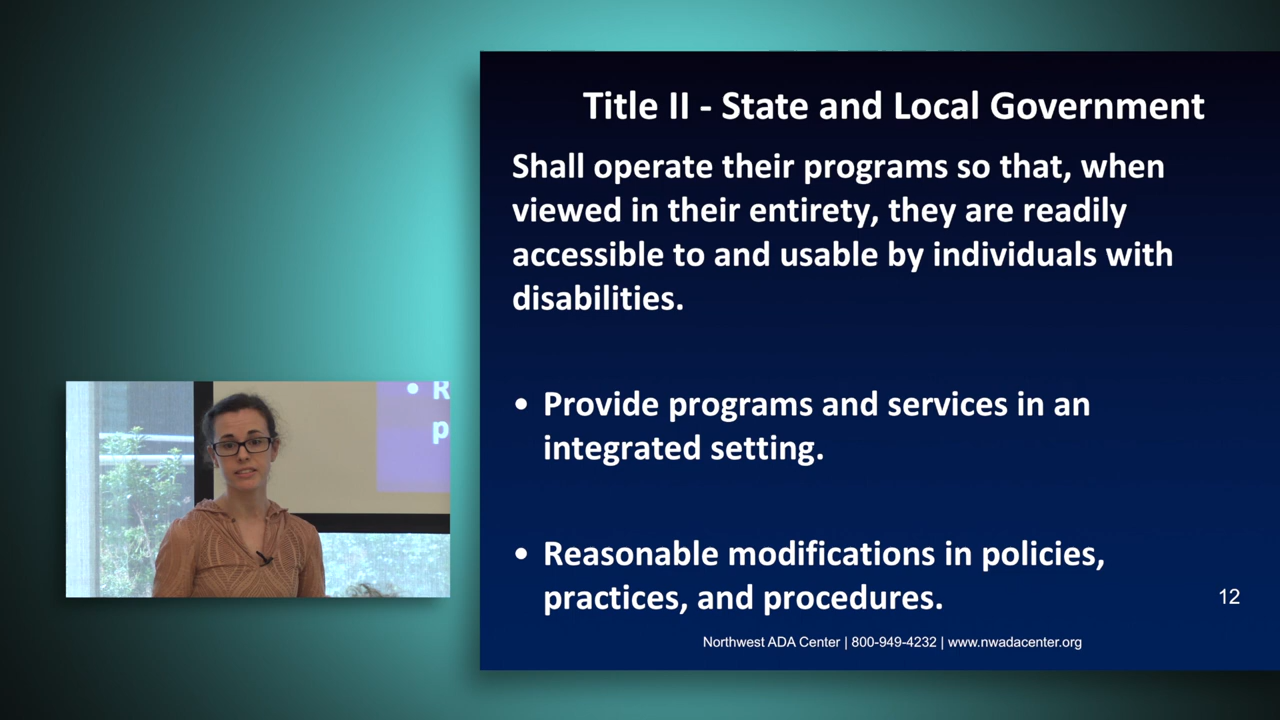 Title II - State and Local Government
Shall operate their programs so that, when
viewed in their entirety, they are readily
accessible to and usable by individuals with
disabilities.
• Provide programs and services in an
integrated setting.
• Reasonable modifications in policies,
practices, and procedures.
12
Northwest ADA Center | 800-949-4232 | www.nwadacenter.org
• R
p